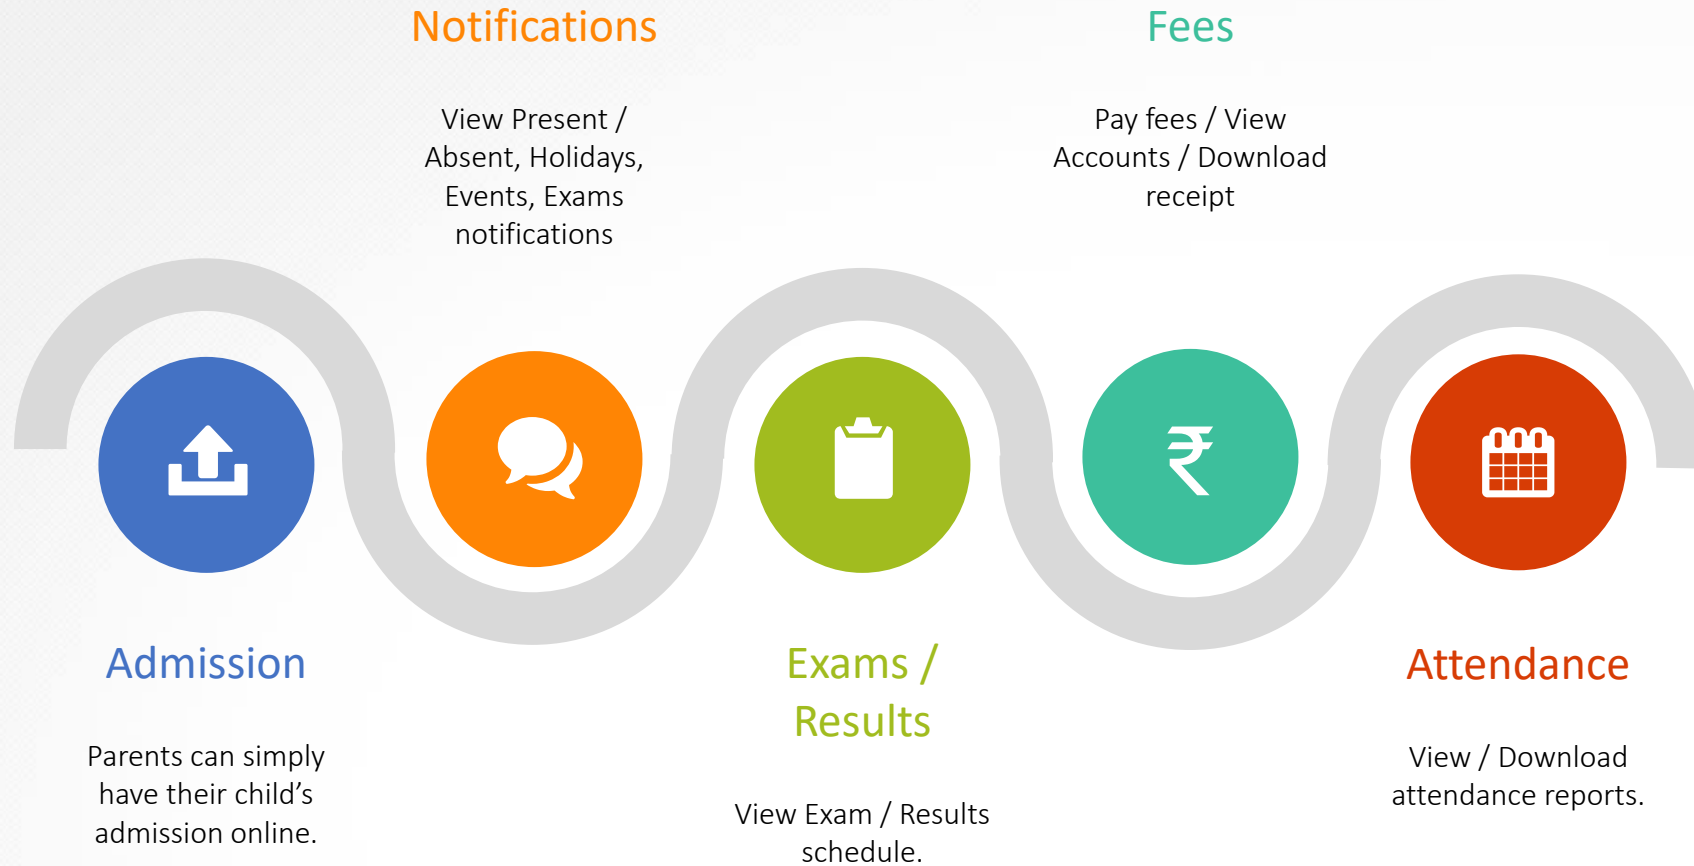 Notifications
View Present /
Absent, Holidays,
Events, Exams
notifications
Fees
Pay fees / View
Accounts / Download
receipt
₹
Admission
Parents can simply
have their child’s
admission online.
Exams /
Results
View Exam / Results
schedule.
Attendance
View / Download
attendance reports.